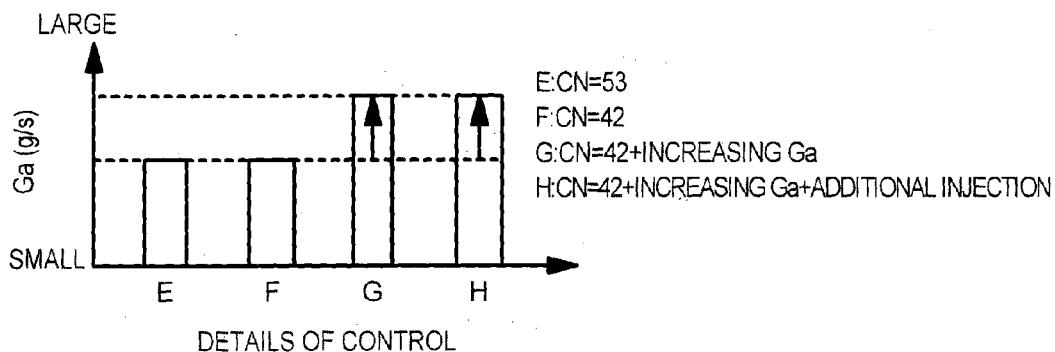 LARGE
Ga (g/s)
SMALL
E
F
G
H
DETAILS OF CONTROL
E:CN=53
F:CN=42
G:CN=42+INCREASING Ga
H:CN=42+INCREASING Ga+ADDITIONAL INJECTION